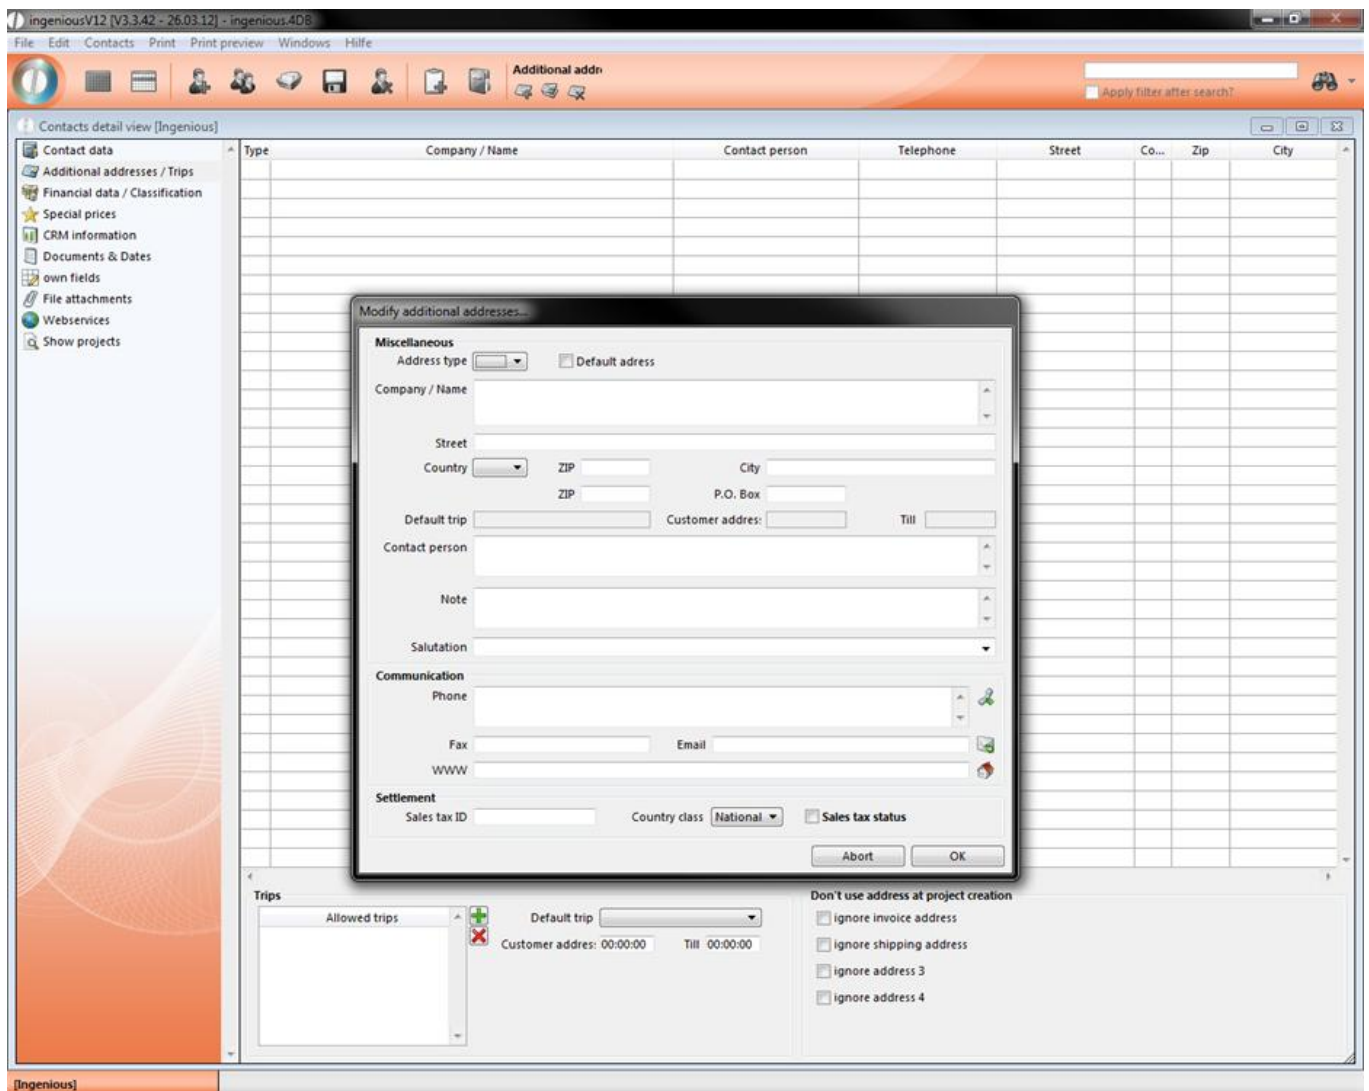 ingeniousV12 [V3.3.42 - 26.03.12] - ingenious.4DB
File Edit Contacts Print Print preview Windows Hilfe
Additional addr
Apply filter after search?
Contacts detail view [Ingenious]
Contact data
Additional addresses / Trips
Financial data / Classification
Special prices
CRM information
Documents & Dates
own fields
File attachments
Webservices
Show projects
Type Company / Name Contact person Telephone Street Co... Zip City
Modify additional addresses...
Miscellaneous
Address type Default adress
Company / Name
Street
Country ZIP City
ZIP P.O. Box
Default trip Customer addres: Till
Contact person
Note
Salutation
Communication
Phone
Fax Email
WWW
Settlement
Sales tax ID Country class National Sales tax status
Abort OK
Trips
Allowed trips
Default trip
Customer addres: 00:00:00 Till 00:00:00
Don't use address at project creation
ignore invoice address
ignore shipping address
ignore address 3
ignore address 4
[Ingenious]